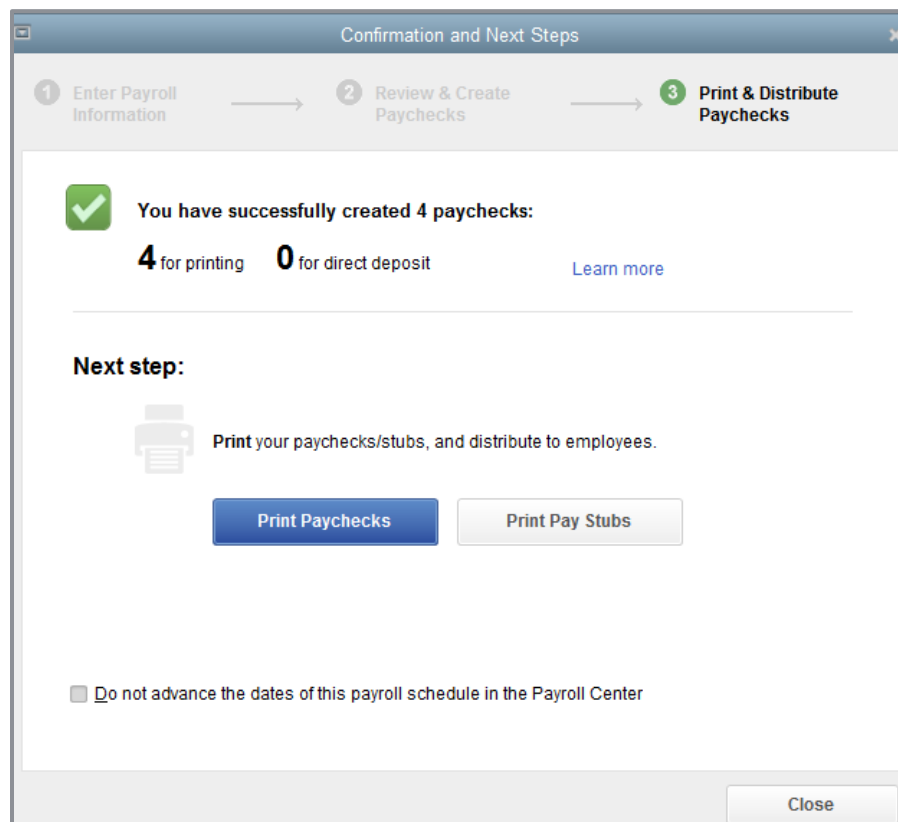 Confirmation and Next Steps
1 Enter Payroll Information
2 Review & Create Paychecks
3 Print & Distribute Paychecks
You have successfully created 4 paychecks:
4 for printing 0 for direct deposit Learn more
Next step:
Print your paychecks/stubs, and distribute to employees.
Print Paychecks Print Pay Stubs
Do not advance the dates of this payroll schedule in the Payroll Center
Close